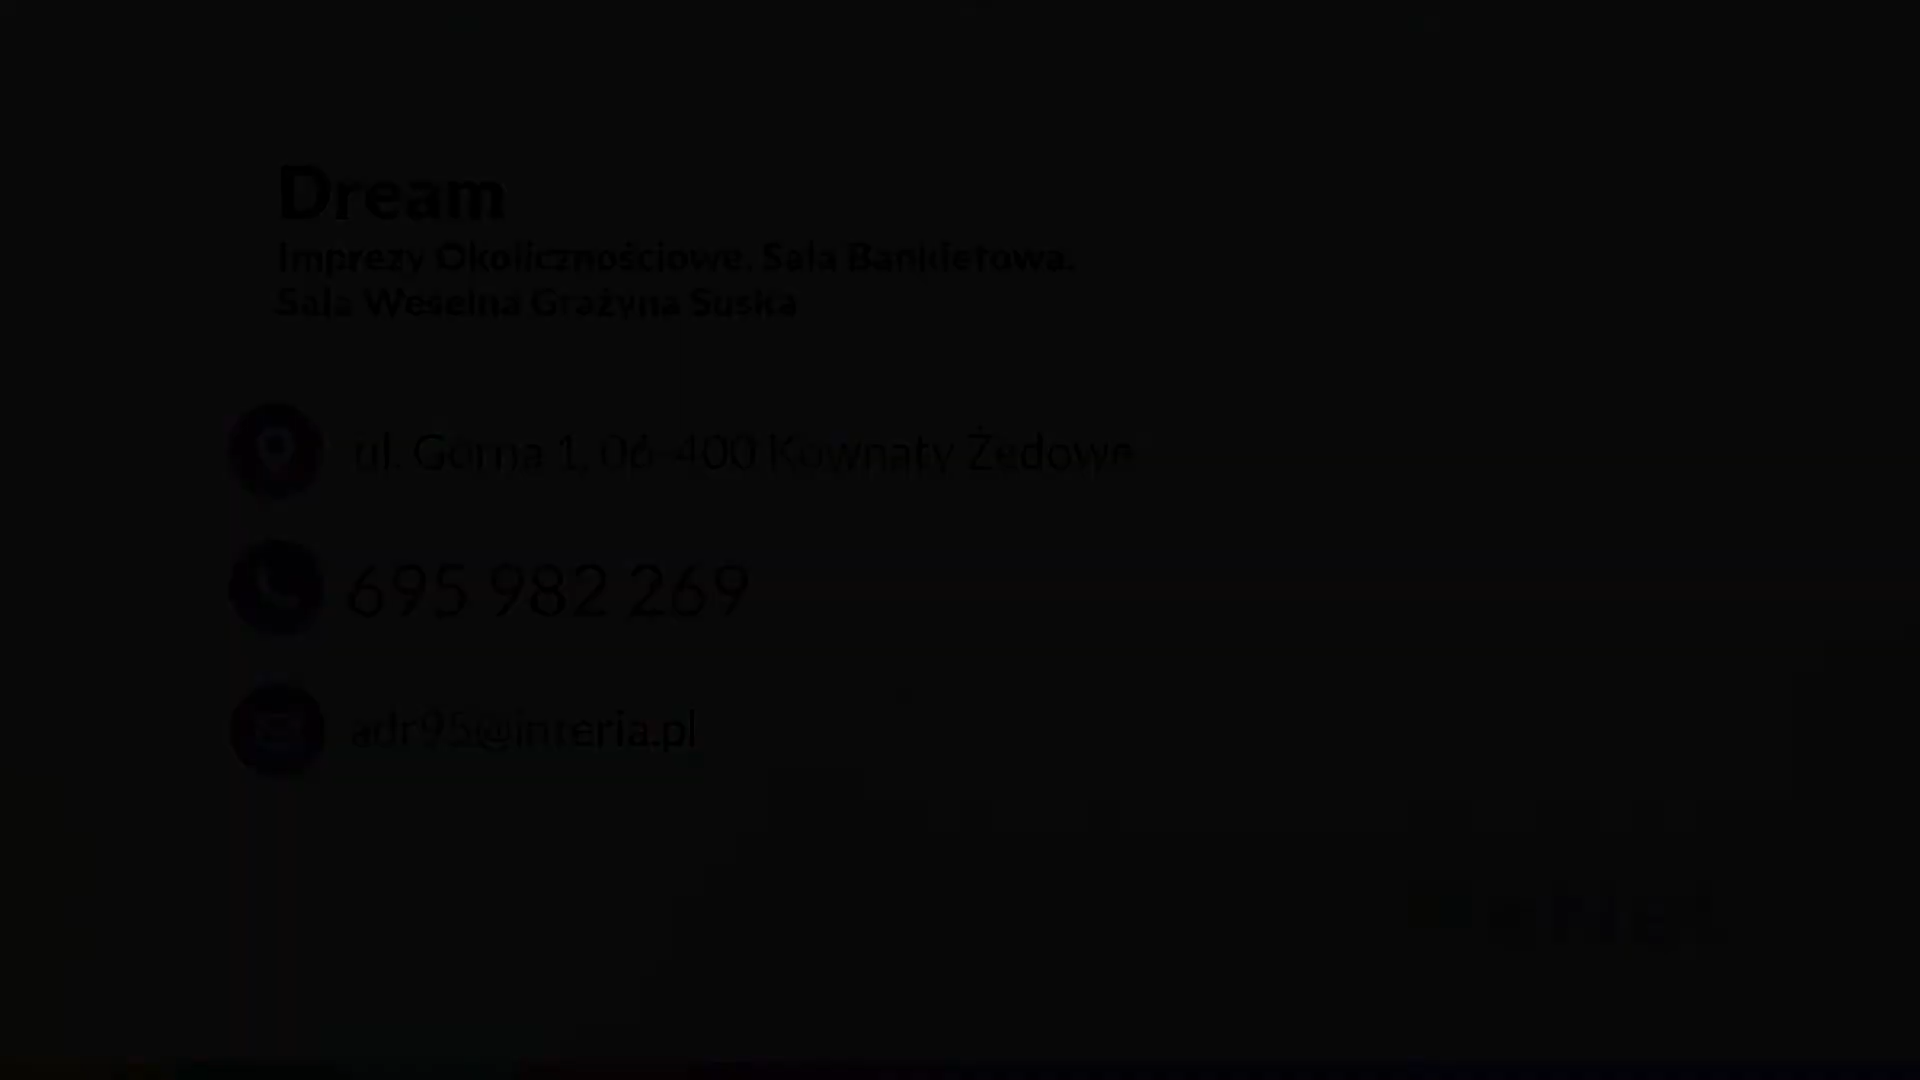 Dream
Imprezy Okolicznościowe. Sala Bankietowa.
Sala Weselna Grażyna Suska
ul. Górna 1, 06-400 Kownaty Żędowe
695 982 269
adr95@interia.pl